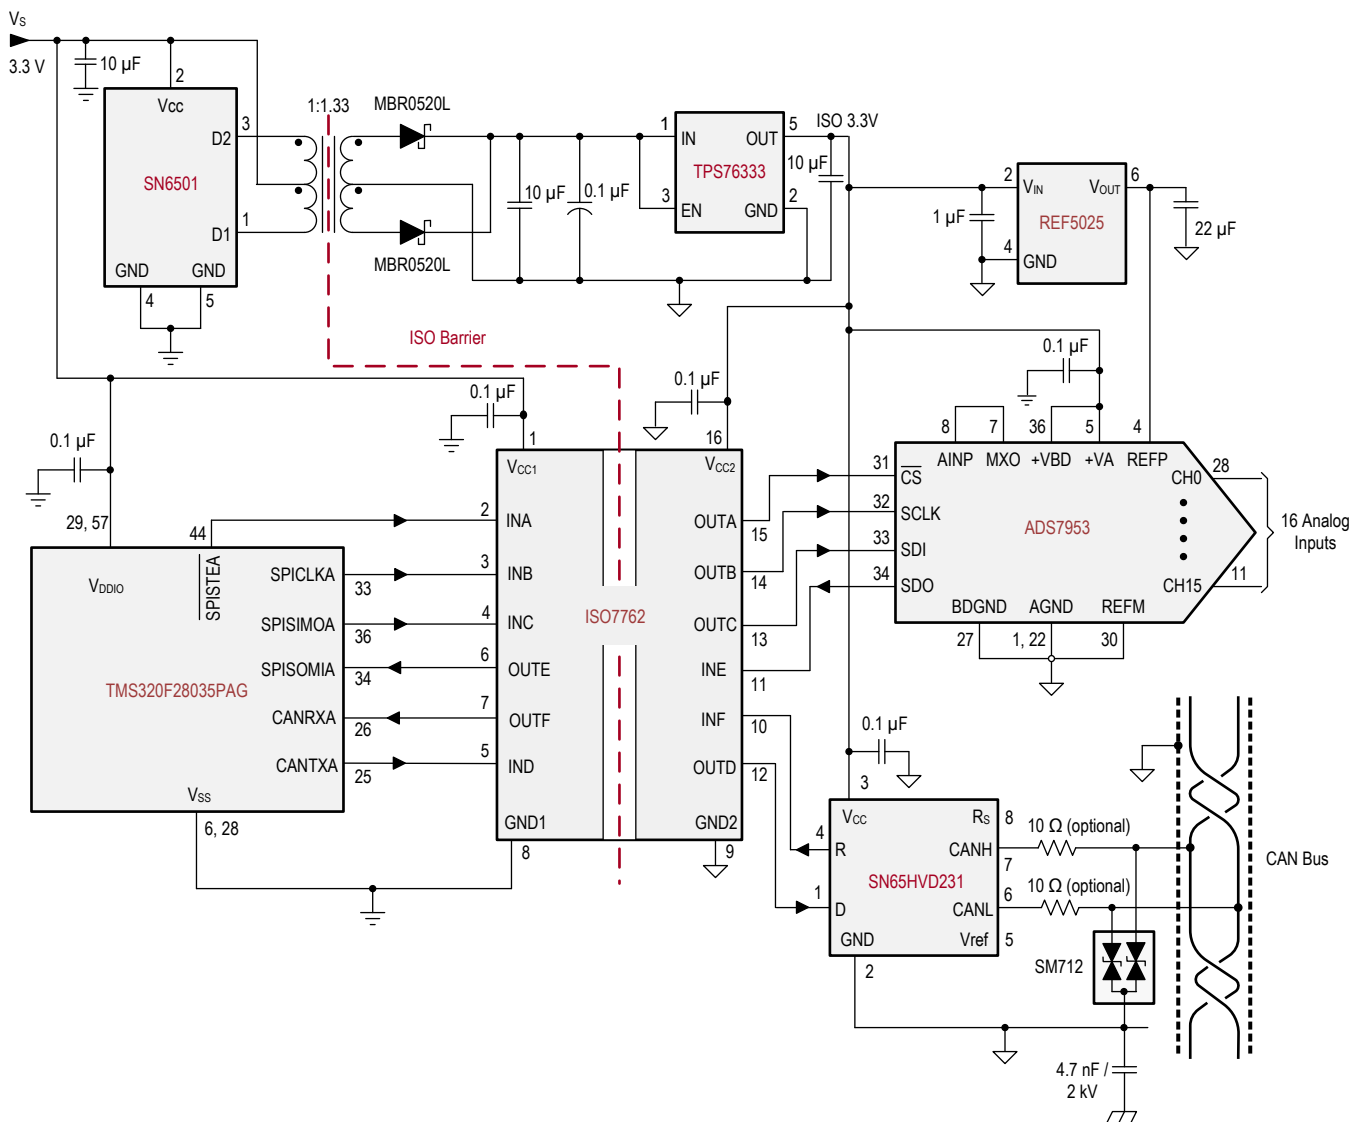 VS
3.3 V
10 µF
2
Vcc
D2
3
SN6501
D1
1
GND
GND
4
5
1:1.33
MBR0520L
MBR0520L
10 µF
0.1 µF
1
IN
OUT
5
TPS76333
3
EN
GND
2
ISO 3.3V
10 µF
2
VIN
VOUT
6
REF5025
1 µF
4
GND
22 µF
ISO Barrier
0.1 µF
0.1 µF
0.1 µF
0.1 µF
29, 57
44
VDDIO
SPISTEA
SPICLKA
33
SPISIMOA
36
SPISOMIA
34
TMS320F28035PAG
CANRXA
26
CANTXA
25
VSS
6, 28
1
16
VCC1
VCC2
2
INA
OUTA
15
3
INB
OUTB
14
ISO7762
4
INC
OUTC
13
6
OUTE
INE
11
7
OUTF
INF
10
5
IND
OUTD
12
GND1
GND2
8
9
8
7
36
5
4
AINP
MXO
+VBD
+VA
REFP
31
CS
32
SCLK
33
SDI
34
SDO
ADS7953
CH0
28
CH15
11
16 Analog
Inputs
BDGND
AGND
REFM
27
1, 22
30
0.1 µF
3
VCC
RS
8
4
R
CANH
7
SN65HVD231
1
D
CANL
6
GND
Vref
5
2
10 Ω (optional)
10 Ω (optional)
SM712
CAN Bus
4.7 nF /
2 kV